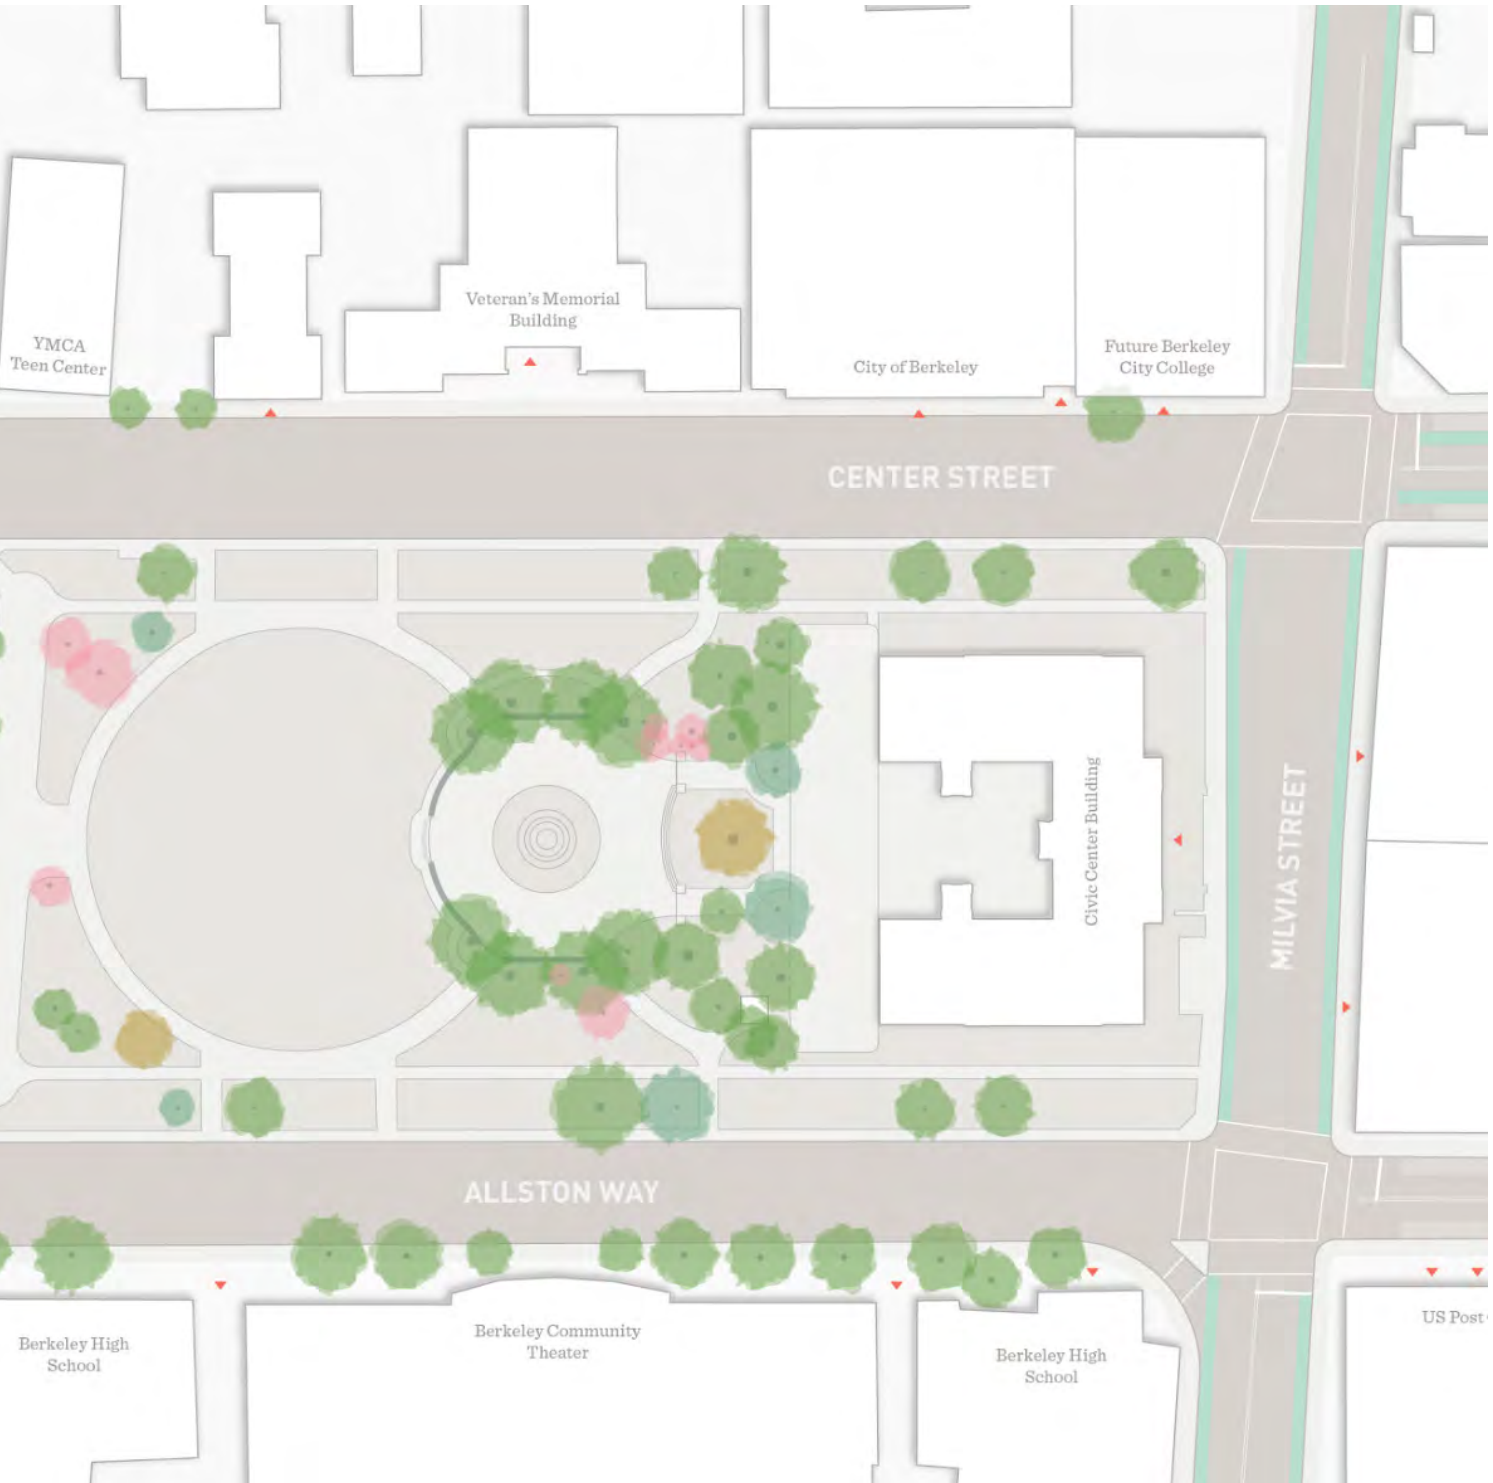 Veteran's Memorial
Building
YMCA
Teen Center
City of Berkeley
Future Berkeley
City College
CENTER STREET
Civic Center Building
MILVIA STREET
ALLSTON WAY
Berkeley High
School
Berkeley Community
Theater
Berkeley High
School
US Post